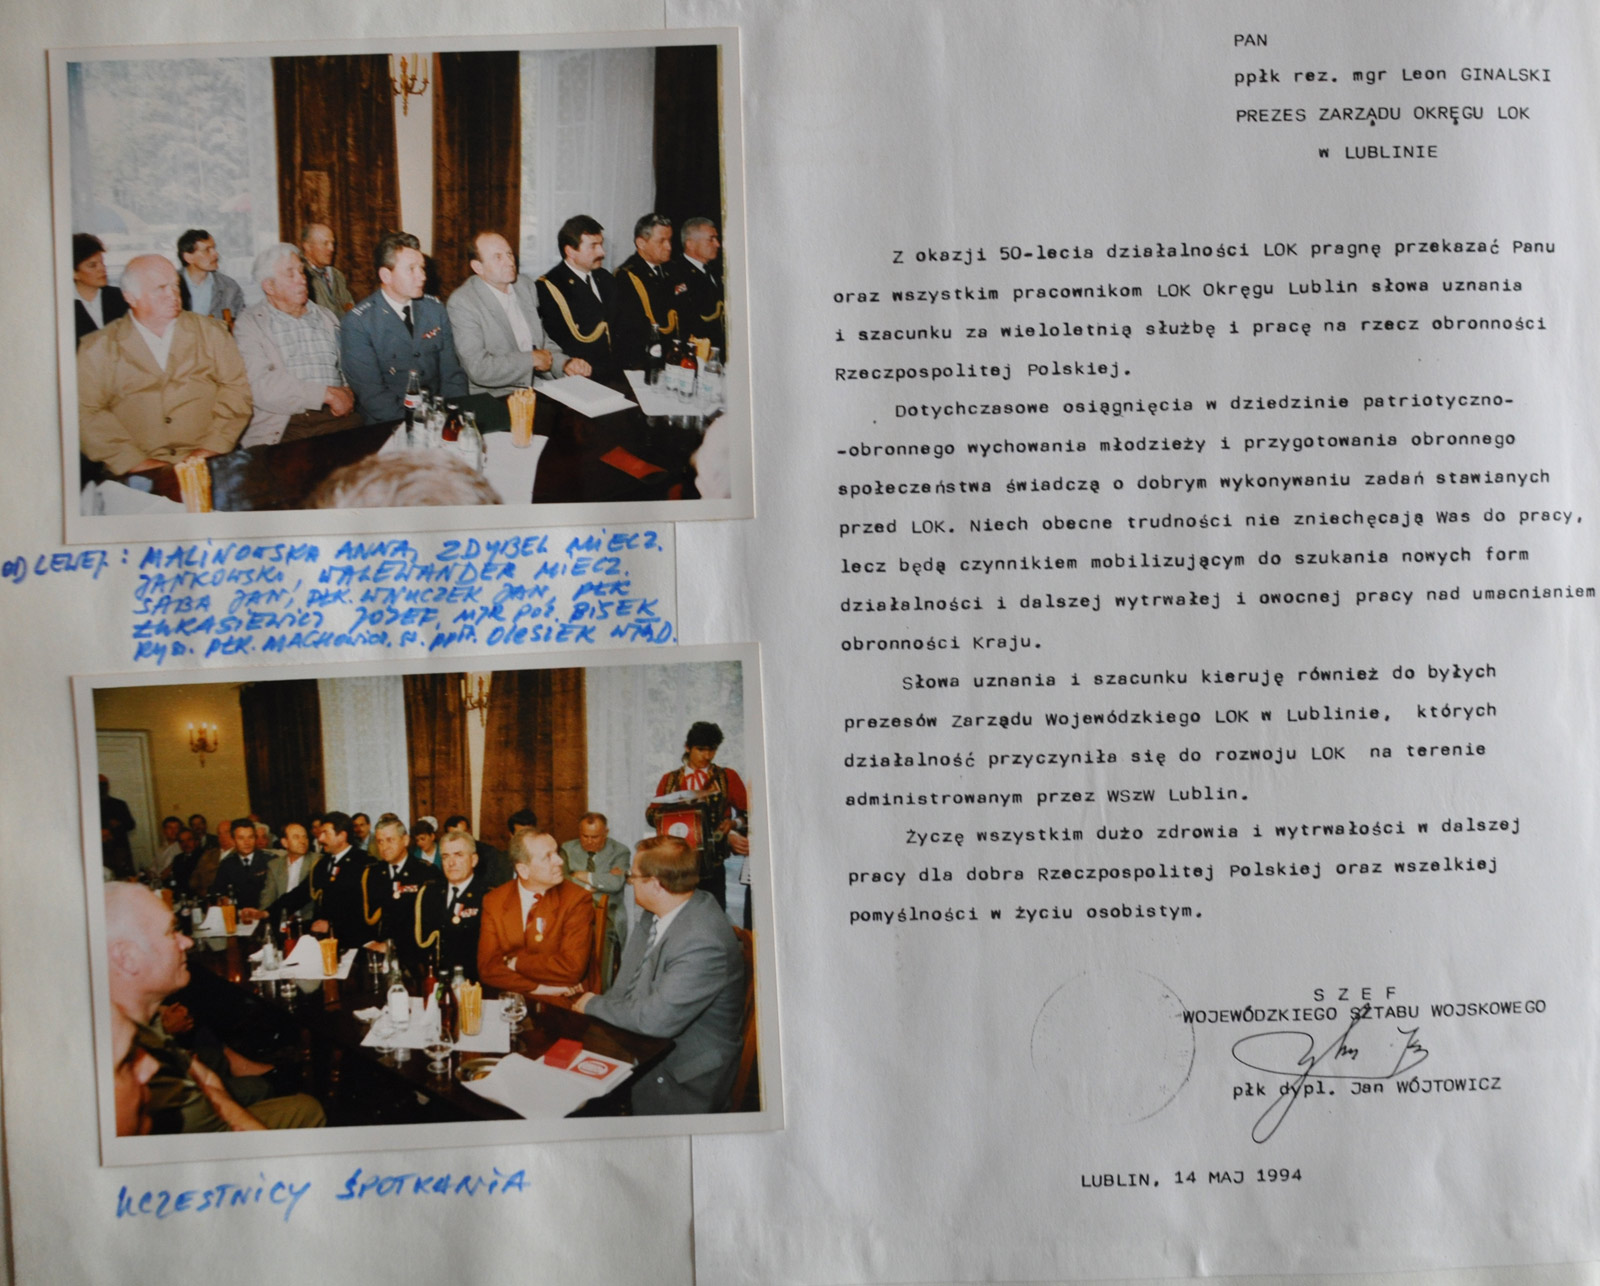 OD LEWEJ: MALINOWSKA ANNA, ZDYBEL MIECZ.
JANKOWSKI, WALEWANDER MIECZ.
SABA JAN, PŁK. WNUCZEK JAN, PŁK
ŁUKASIEWICZ JÓZEF, MJR POŻ. BISEK
RYSZ. PŁK. MACHOWICZ. ppłk. OLESIEK WŁAD.
UCZESTNICY SPOTKANIA
PAN
ppłk rez. mgr Leon GINALSKI
PREZES ZARZĄDU OKRĘGU LOK
w LUBLINIE
Z okazji 50-lecia działalności LOK pragnę przekazać Panu
oraz wszystkim pracownikom LOK Okręgu Lublin słowa uznania
i szacunku za wieloletnią służbę i pracę na rzecz obronności
Rzeczpospolitej Polskiej.
Dotychczasowe osiągnięcia w dziedzinie patriotyczno-
-obronnego wychowania młodzieży i przygotowania obronnego
społeczeństwa świadczą o dobrym wykonywaniu zadań stawianych
przed LOK. Niech obecne trudności nie zniechęcają Was do pracy,
lecz będą czynnikiem mobilizującym do szukania nowych form
działalności i dalszej wytrwałej i owocnej pracy nad umacnianiem
obronności Kraju.
Słowa uznania i szacunku kieruję również do byłych
prezesów Zarządu Wojewódzkiego LOK w Lublinie, których
działalność przyczyniła się do rozwoju LOK na terenie
administrowanym przez WSzW Lublin.
Życzę wszystkim dużo zdrowia i wytrwałości w dalszej
pracy dla dobra Rzeczpospolitej Polskiej oraz wszelkiej
pomyślności w życiu osobistym.
S Z E F
WOJEWÓDZKIEGO SZTABU WOJSKOWEGO
płk dypl. Jan WÓJTOWICZ
LUBLIN, 14 MAJ 1994